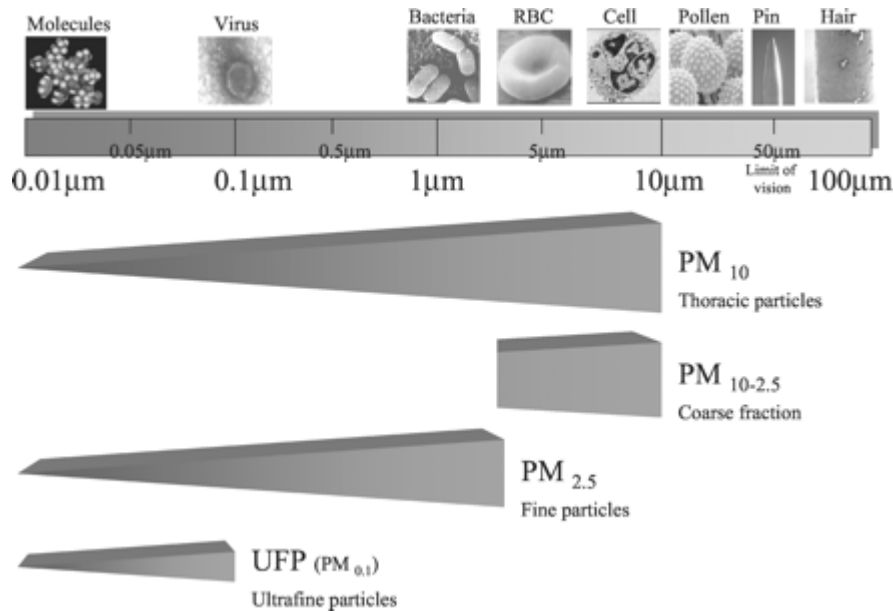 Molecules Virus Bacteria RBC Cell Pollen Pin Hair
0.05µm 0.5µm 5µm 50µm
0.01µm 0.1µm 1µm 10µm Limit of vision 100µm
PM 10
Thoracic particles
PM 10-2.5
Coarse fraction
PM 2.5
Fine particles
UFP (PM 0.1)
Ultrafine particles